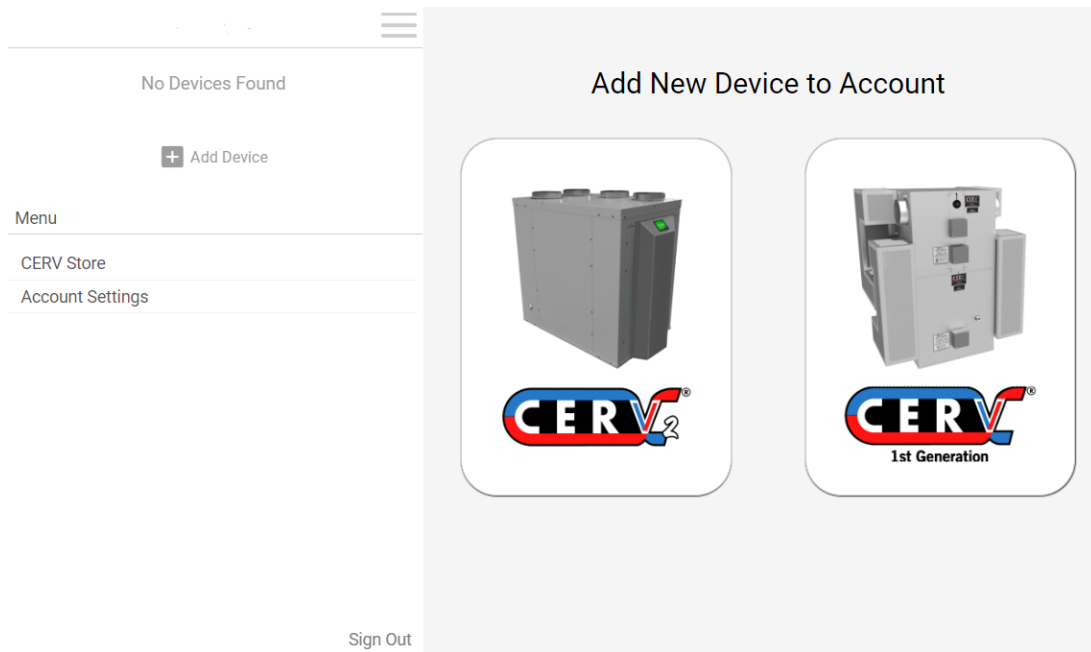 No Devices Found
Add Device
Menu
CERV Store
Account Settings
Sign Out
Add New Device to Account
CERV2®
CERV®
1st Generation